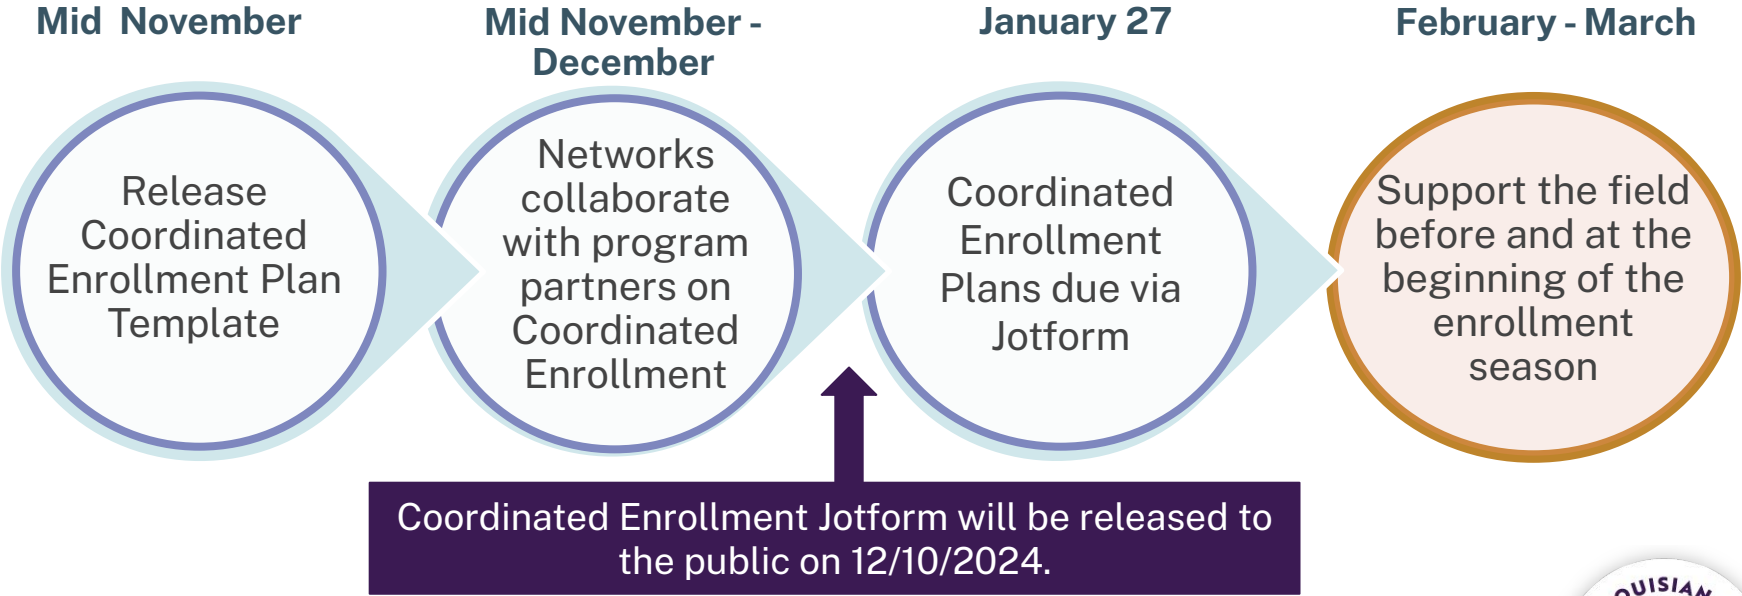 Mid November
Mid November -
December
January 27
February - March
Release
Coordinated
Enrollment Plan
Template
Networks
collaborate
with program
partners on
Coordinated
Enrollment
Coordinated
Enrollment
Plans due via
Jotform
Support the field
before and at the
beginning of the
enrollment
season
Coordinated Enrollment Jotform will be released to
the public on 12/10/2024.